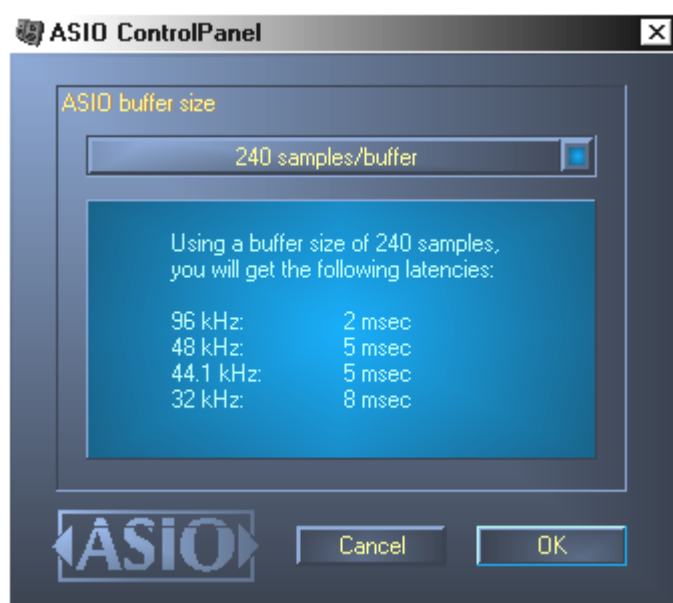 ASIO ControlPanel
ASIO buffer size
240 samples/buffer
Using a buffer size of 240 samples,
you will get the following latencies:
96 kHz: 2 msec
48 kHz: 5 msec
44.1 kHz: 5 msec
32 kHz: 8 msec
ASiO
Cancel
OK